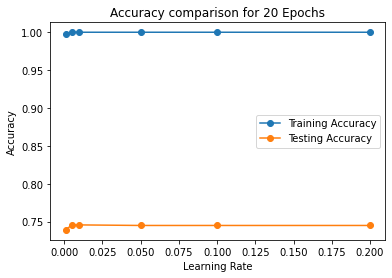 Accuracy comparison for 20 Epochs
1.00
0.95
0.90
0.85
0.80
0.75
Accuracy
Training Accuracy
Testing Accuracy
0.000 0.025 0.050 0.075 0.100 0.125 0.150 0.175 0.200
Learning Rate